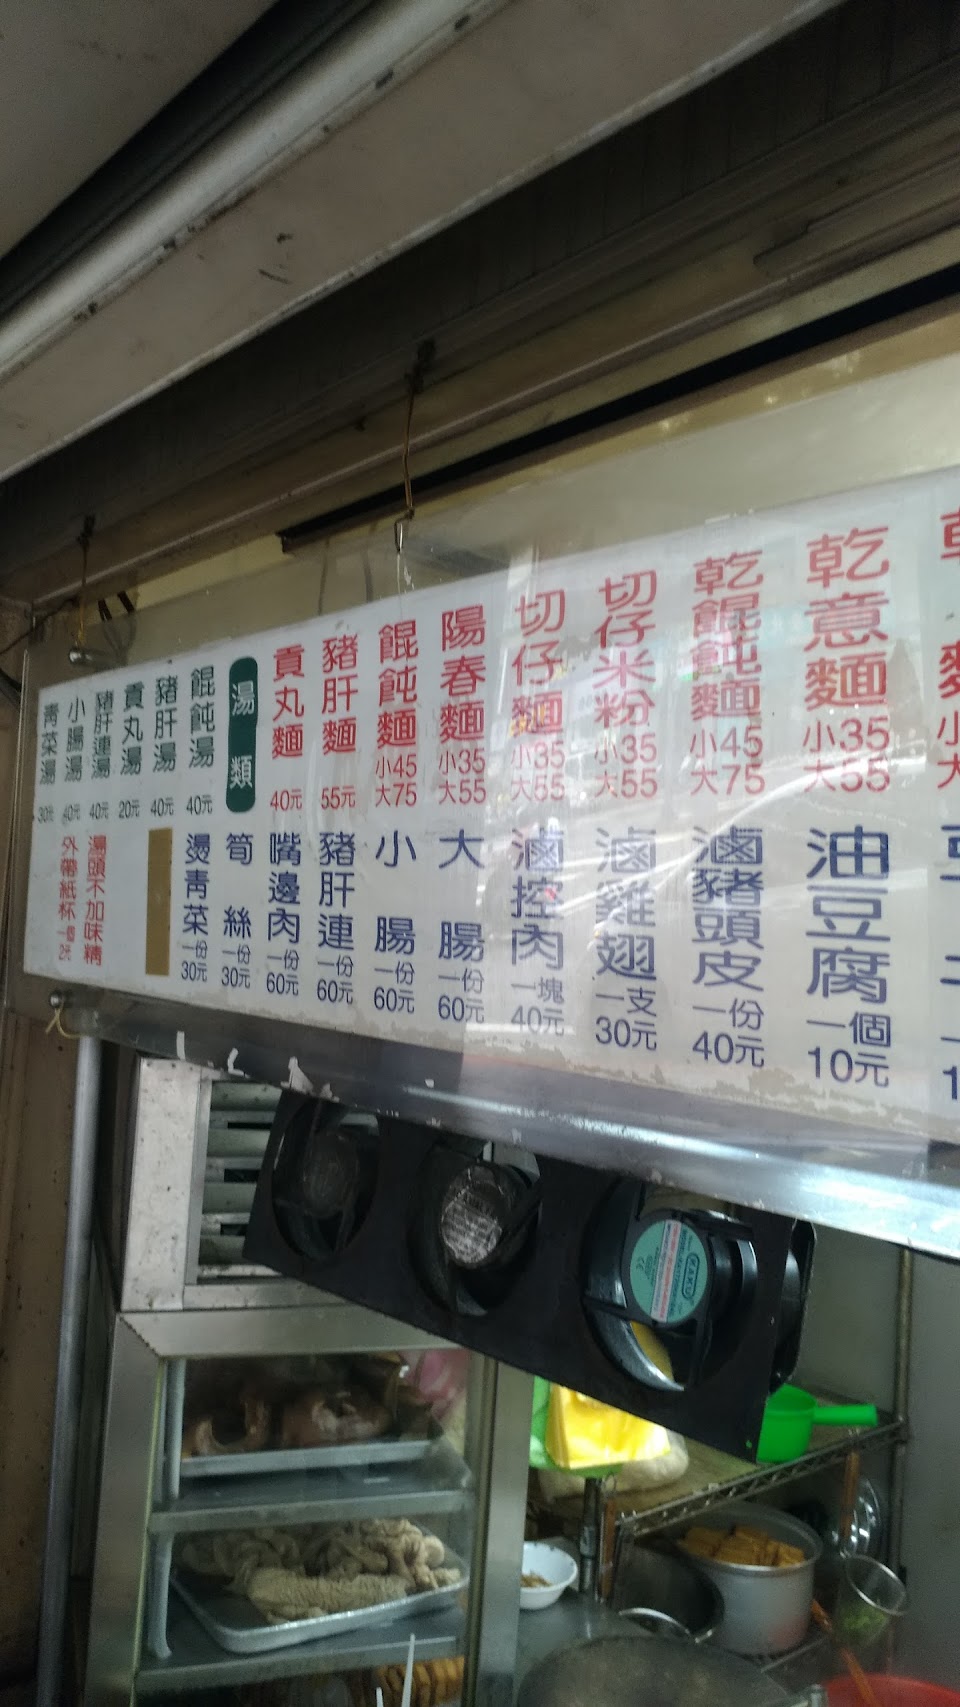 乾意麵 小35 大55
乾餛飩麵 小45 大75
切仔米粉 小35 大55
切仔麵 小35 大55
陽春麵 小35 大55
餛飩麵 小45 大75
豬肝麵 55元
貢丸麵 40元
湯類
餛飩湯 40元
豬肝湯 40元
貢丸湯 20元
豬肝連湯 40元
小腸湯 40元
青菜湯 30元
油豆腐 一個 10元
滷豬頭皮 一份 40元
滷雞翅 一支 30元
滷控肉 一塊 40元
大腸 一份 60元
小腸 一份 60元
豬肝連 一份 60元
嘴邊肉 一份 60元
筍絲 一份 30元
燙青菜 一份 30元
湯頭不加味精
外帶紙杯一個2元
KAKU